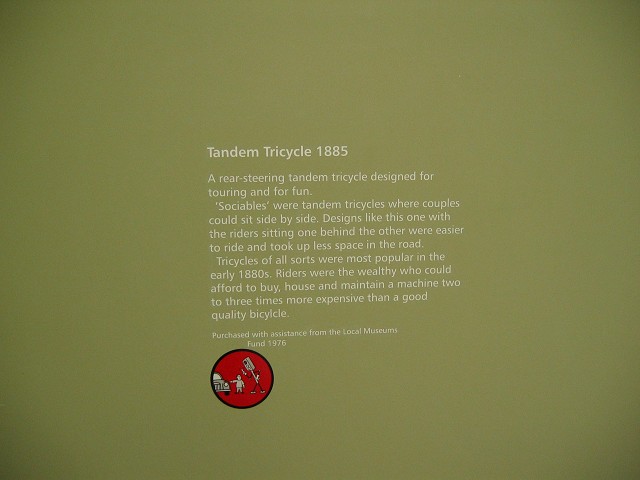 Tandem Tricycle 1885
A rear-steering tandem tricycle designed for
touring and for fun.
'Sociables' were tandem tricycles where couples
could sit side by side. Designs like this one with
the riders sitting one behind the other were easier
to ride and took up less space in the road.
Tricycles of all sorts were most popular in the
early 1880s. Riders were the wealthy who could
afford to buy, house and maintain a machine two
to three times more expensive than a good
quality bicylcle.
Purchased with assistance from the Local Museums
Fund 1976